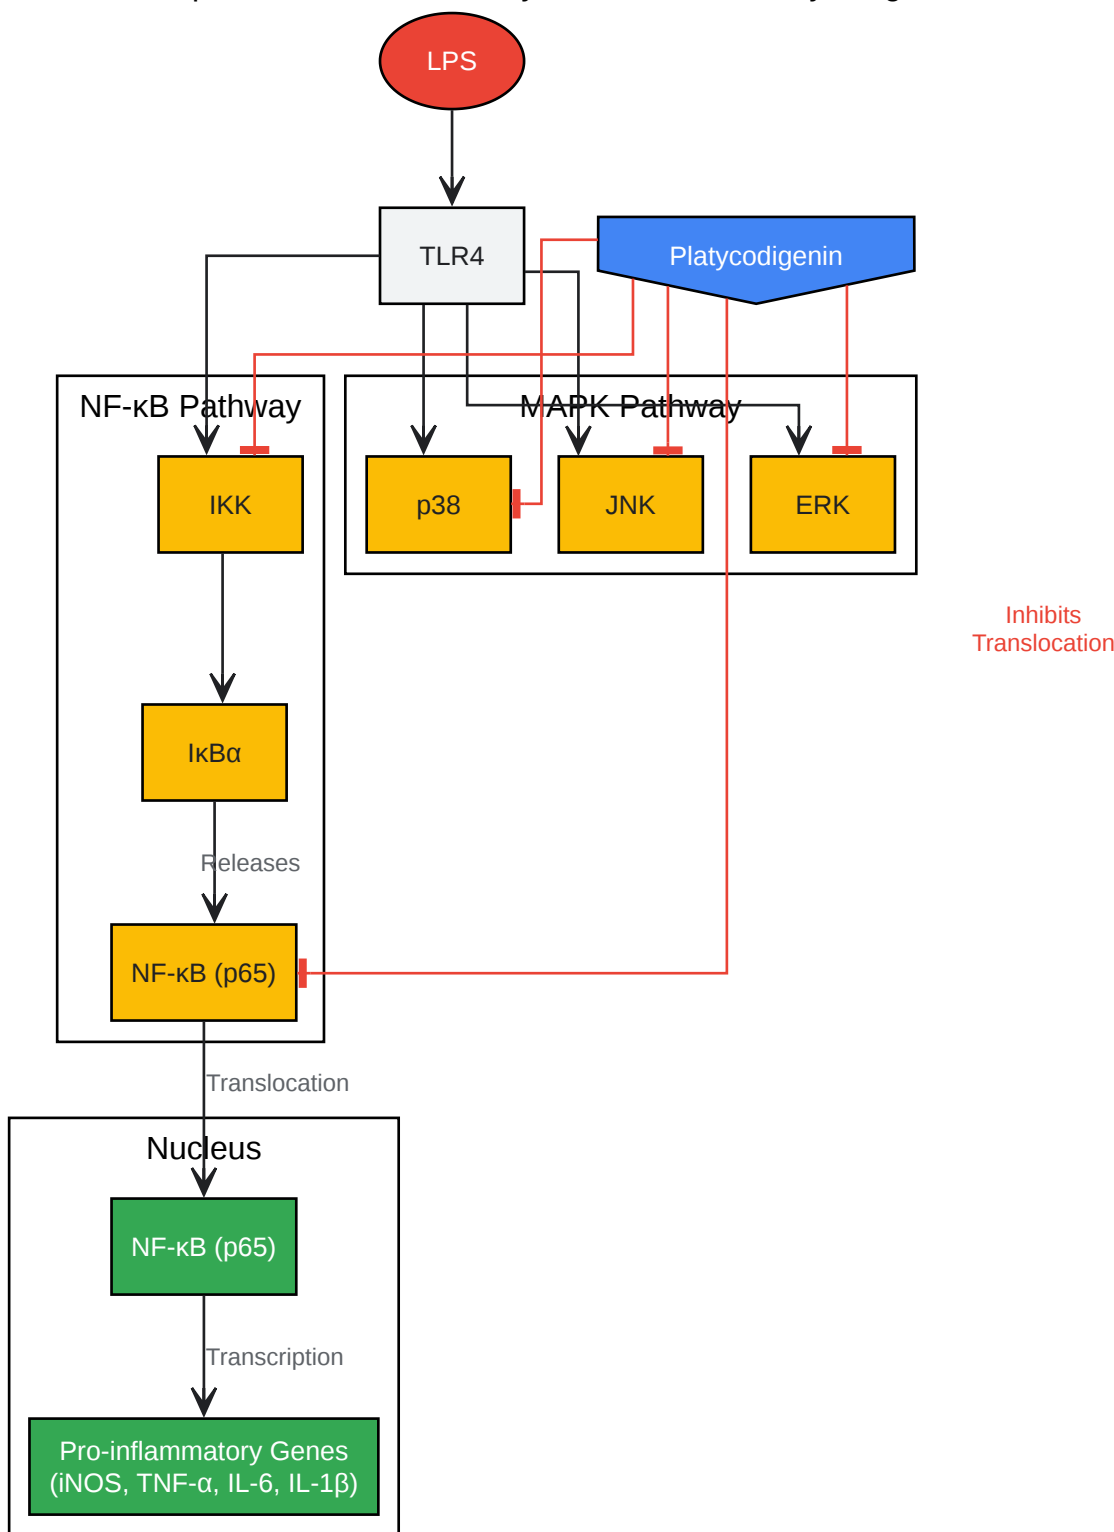 LPS
TLR4
Platycodigenin
NF-κB Pathway
MAPK Pathway
IKK
p38
JNK
ERK
Inhibits
Translocation
IκBα
Releases
NF-κB (p65)
Translocation
Nucleus
NF-κB (p65)
Transcription
Pro-inflammatory Genes
(iNOS, TNF-α, IL-6, IL-1β)